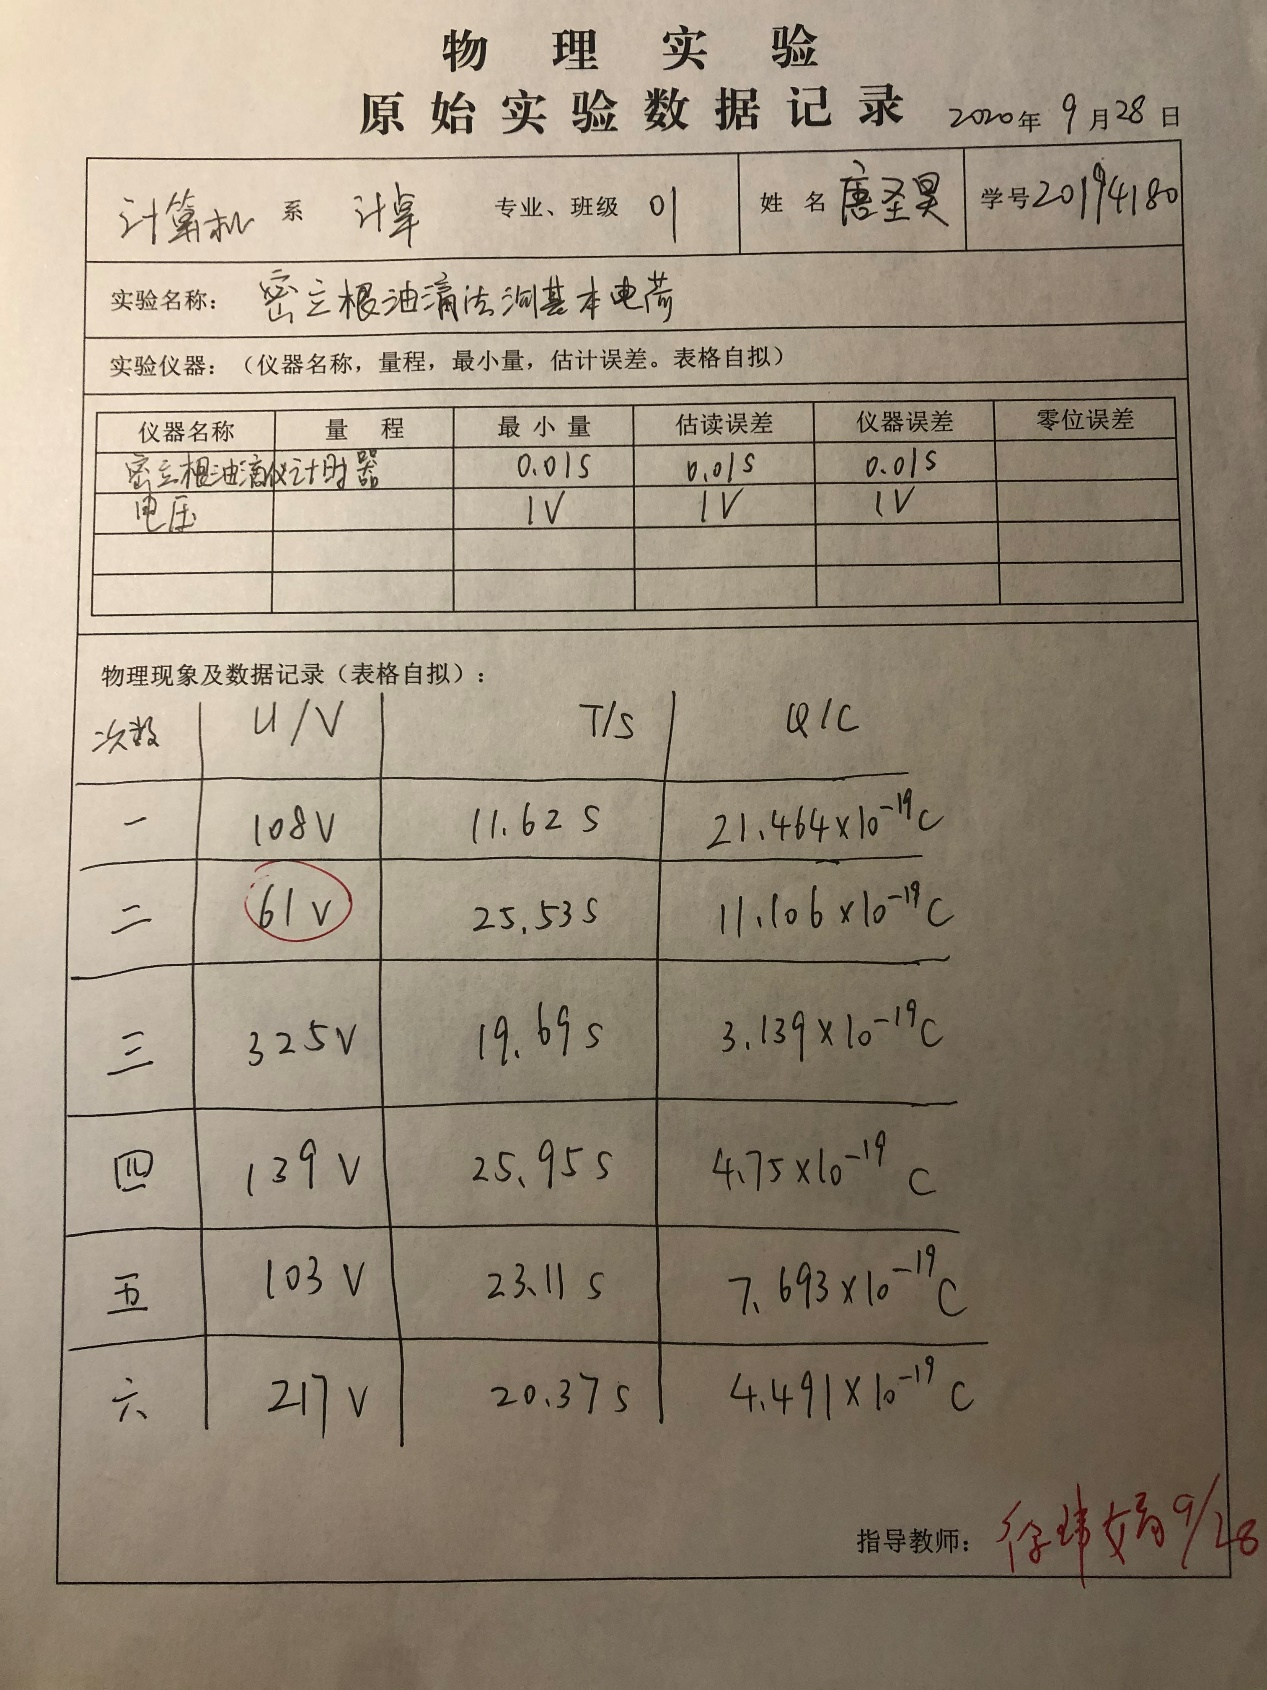 物理实验
原始实验数据记录 2020年9月28日
计算机系 计卓 专业、班级 01 姓名 唐圣昊 学号 20194180
实验名称： 密立根油滴法测基本电荷
实验仪器：（仪器名称，量程，最小量，估计误差。表格自拟）
仪器名称 量程 最小量 估读误差 仪器误差 零位误差
密立根油滴仪计时器 0.01S 0.01S 0.01S
电压 1V 1V 1V
物理现象及数据记录（表格自拟）：
次数 U/V T/S Q/C
一 108V 11.62S 21.464×10⁻¹⁹C
二 61V 25.53S 11.106×10⁻¹⁹C
三 325V 19.69S 3.139×10⁻¹⁹C
四 139V 25.95S 4.75×10⁻¹⁹C
五 103V 23.11S 7.693×10⁻¹⁹C
六 217V 20.37S 4.491×10⁻¹⁹C
指导教师： 徐玮娟 9/28